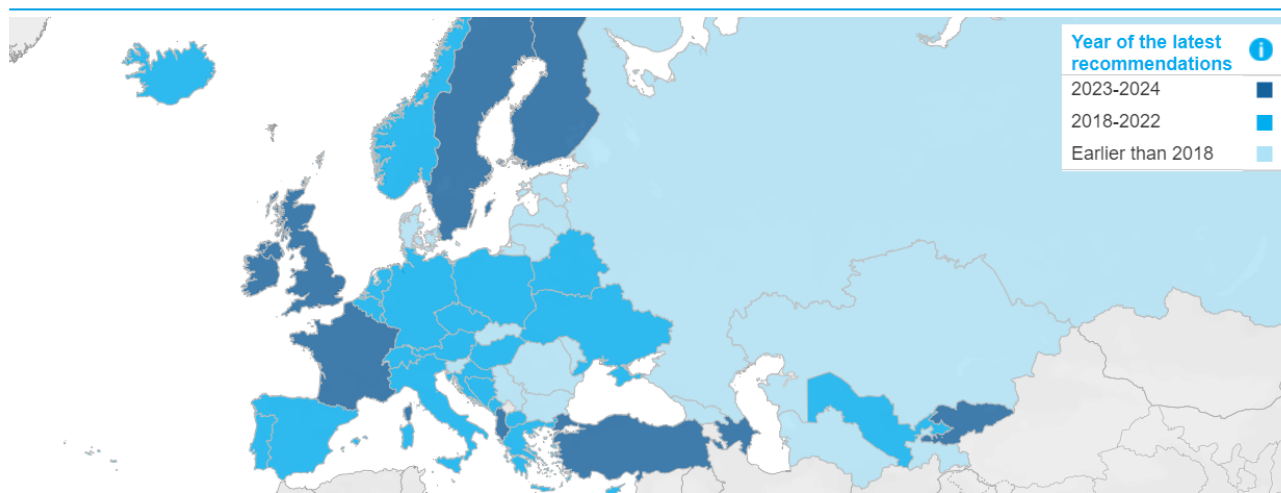 Year of the latest
recommendations
i
2023-2024
2018-2022
Earlier than 2018